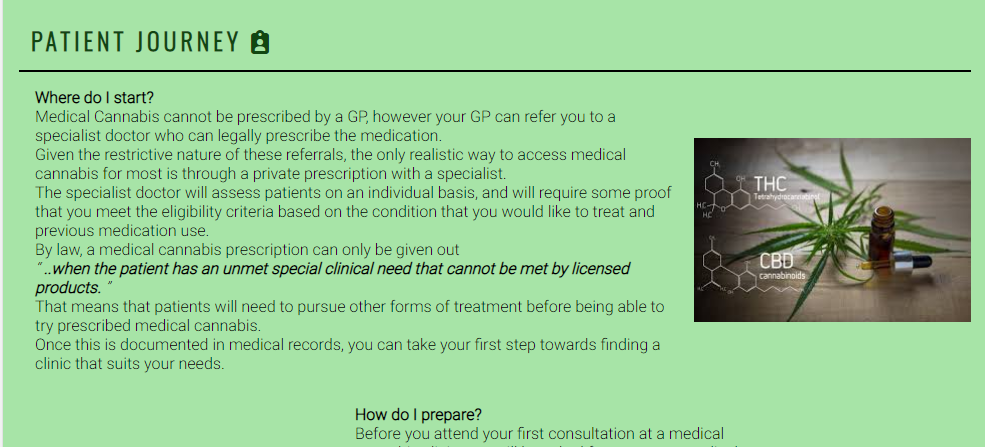 PATIENT JOURNEY
Where do I start?
Medical Cannabis cannot be prescribed by a GP, however your GP can refer you to a
specialist doctor who can legally prescribe the medication.
Given the restrictive nature of these referrals, the only realistic way to access medical
cannabis for most is through a private prescription with a specialist.
The specialist doctor will assess patients on an individual basis, and will require some proof
that you meet the eligibility criteria based on the condition that you would like to treat and
previous medication use.
By law, a medical cannabis prescription can only be given out
" ..when the patient has an unmet special clinical need that cannot be met by licensed
products. "
That means that patients will need to pursue other forms of treatment before being able to
try prescribed medical cannabis.
Once this is documented in medical records, you can take your first step towards finding a
clinic that suits your needs.
THC
Tetrahydrocannabinol
CBD
cannabinoids
How do I prepare?
Before you attend your first consultation at a medical